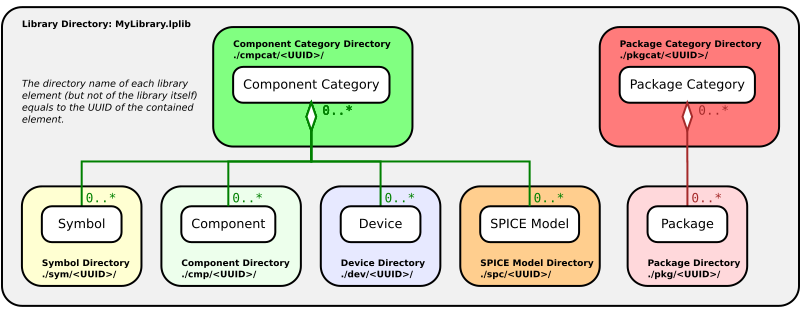 Library Directory: MyLibrary.lplib
Component Category Directory
./cmpcat/<UUID>/
Component Category
0..*
Package Category Directory
./pkgcat/<UUID>/
Package Category
0..*
The directory name of each library
element (but not of the library itself)
equals to the UUID of the contained
element.
0..*
Symbol
Symbol Directory
./sym/<UUID>/
0..*
Component
Component Directory
./cmp/<UUID>/
0..*
Device
Device Directory
./dev/<UUID>/
0..*
SPICE Model
SPICE Model Directory
./spc/<UUID>/
0..*
Package
Package Directory
./pkg/<UUID>/